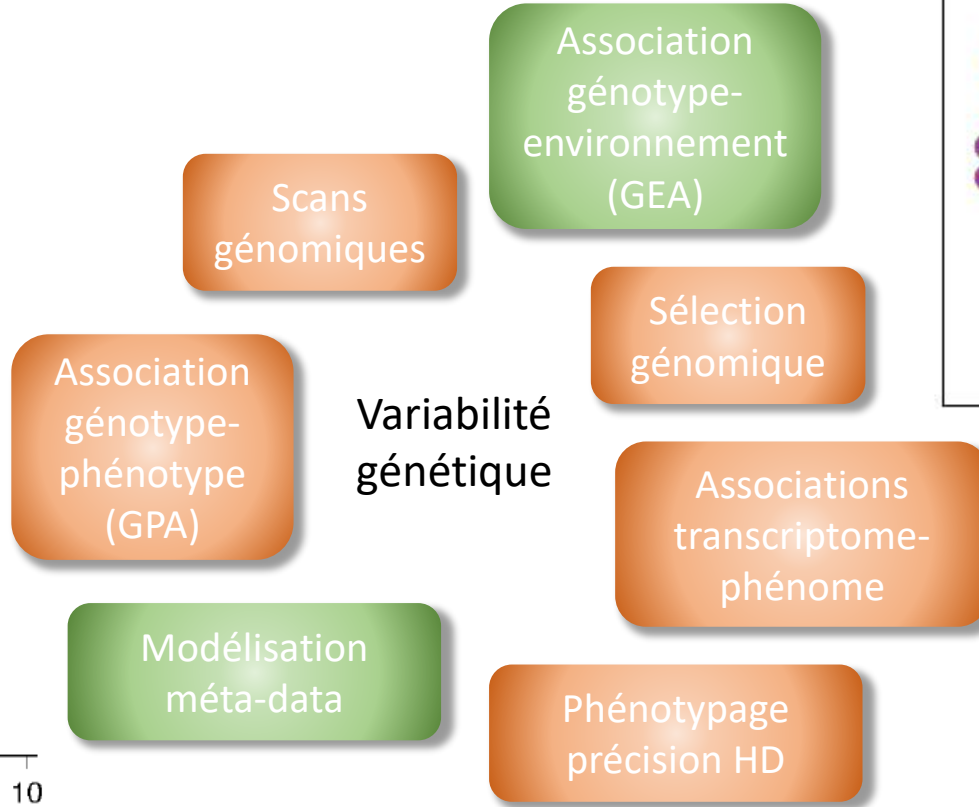 Association
génotype-
environnement
(GEA)
Scans
génomiques
Sélection
génomique
Association
génotype-
phénotype
(GPA)
Variabilité
génétique
Associations
transcriptome-
phénome
Modélisation
méta-data
Phénotypage
précision HD
10